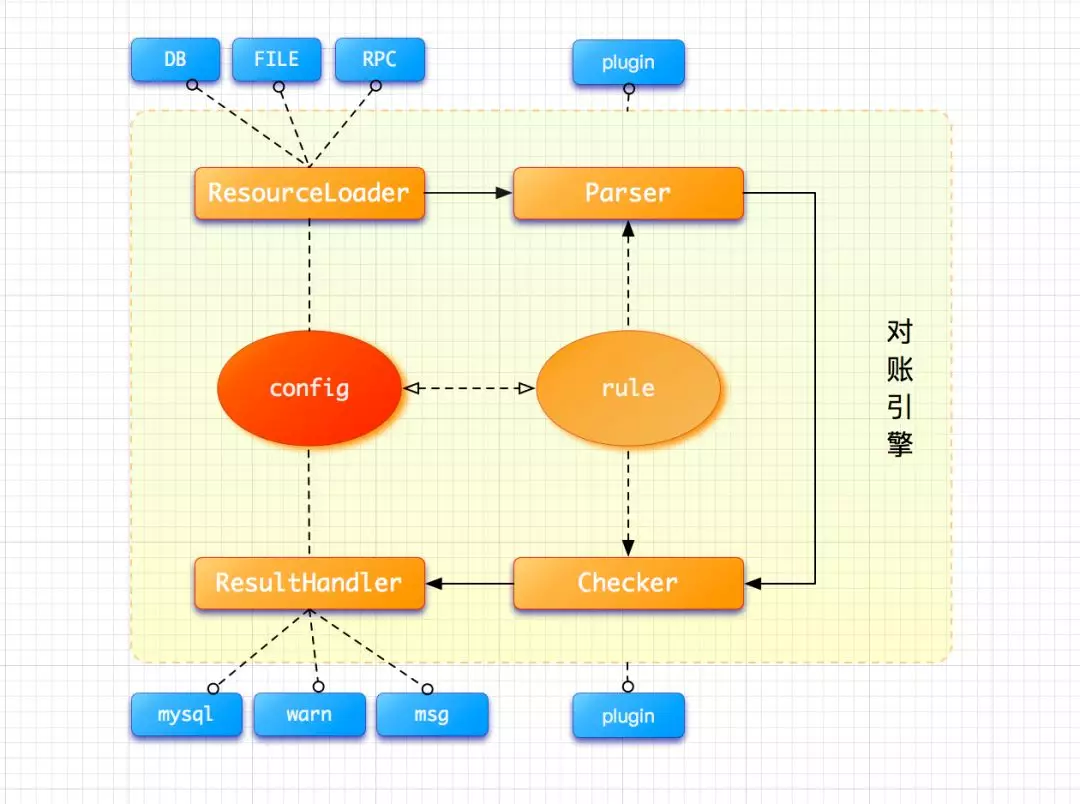 DB
FILE
RPC
plugin
ResourceLoader
Parser
config
rule
对账引擎
ResultHandler
Checker
mysql
warn
msg
plugin